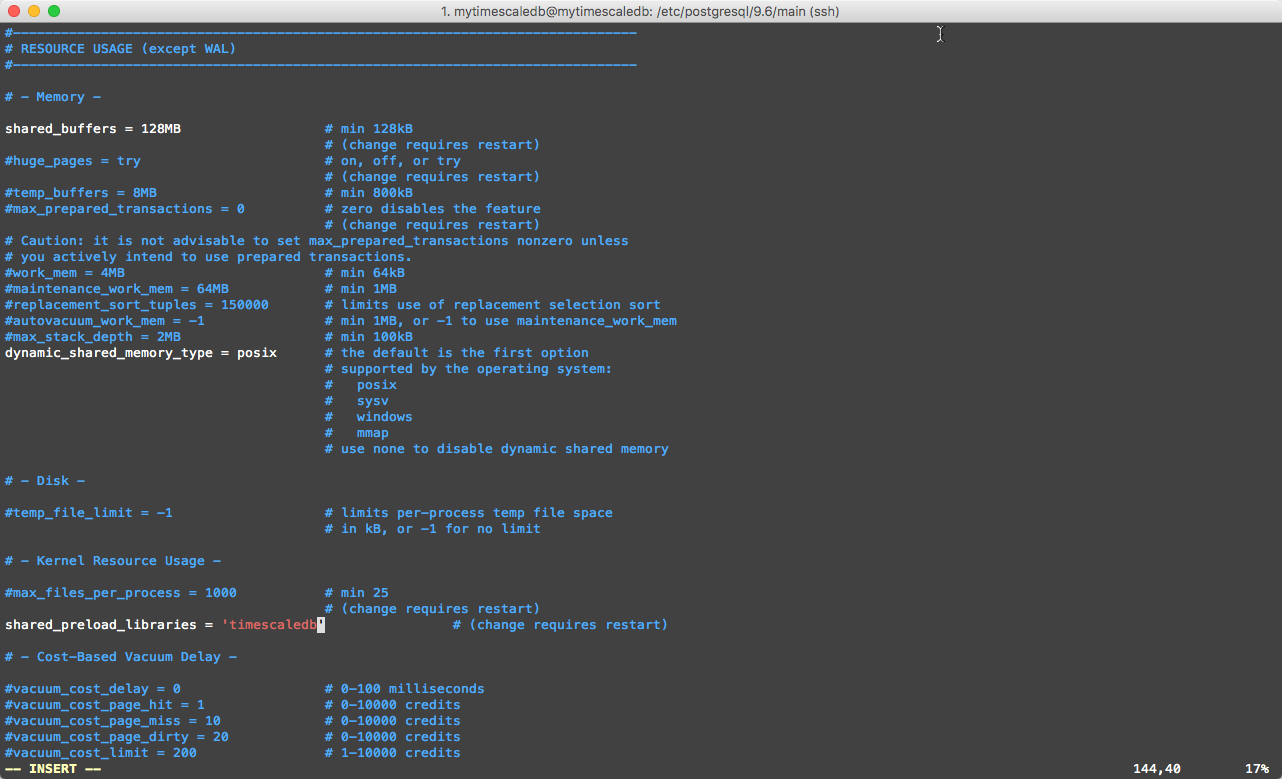 1. mytimescaledb@mytimescaledb: /etc/postgresql/9.6/main (ssh)
#------------------------------------------------------------------------------
# RESOURCE USAGE (except WAL)
#------------------------------------------------------------------------------
# - Memory -
shared_buffers = 128MB                  # min 128kB
                                        # (change requires restart)
#huge_pages = try                       # on, off, or try
                                        # (change requires restart)
#temp_buffers = 8MB                     # min 800kB
#max_prepared_transactions = 0          # zero disables the feature
                                        # (change requires restart)
# Caution: it is not advisable to set max_prepared_transactions nonzero unless
# you actively intend to use prepared transactions.
#work_mem = 4MB                         # min 64kB
#maintenance_work_mem = 64MB            # min 1MB
#replacement_sort_tuples = 150000       # limits use of replacement selection sort
#autovacuum_work_mem = -1               # min 1MB, or -1 to use maintenance_work_mem
#max_stack_depth = 2MB                  # min 100kB
dynamic_shared_memory_type = posix      # the default is the first option
                                        # supported by the operating system:
                                        #   posix
                                        #   sysv
                                        #   windows
                                        #   mmap
                                        # use none to disable dynamic shared memory
# - Disk -
#temp_file_limit = -1                   # limits per-process temp file space
                                        # in kB, or -1 for no limit
# - Kernel Resource Usage -
#max_files_per_process = 1000           # min 25
                                        # (change requires restart)
shared_preload_libraries = 'timescaledb'                # (change requires restart)
# - Cost-Based Vacuum Delay -
#vacuum_cost_delay = 0                  # 0-100 milliseconds
#vacuum_cost_page_hit = 1               # 0-10000 credits
#vacuum_cost_page_miss = 10             # 0-10000 credits
#vacuum_cost_page_dirty = 20            # 0-10000 credits
#vacuum_cost_limit = 200                # 1-10000 credits
-- INSERT --                                            144,40        17%